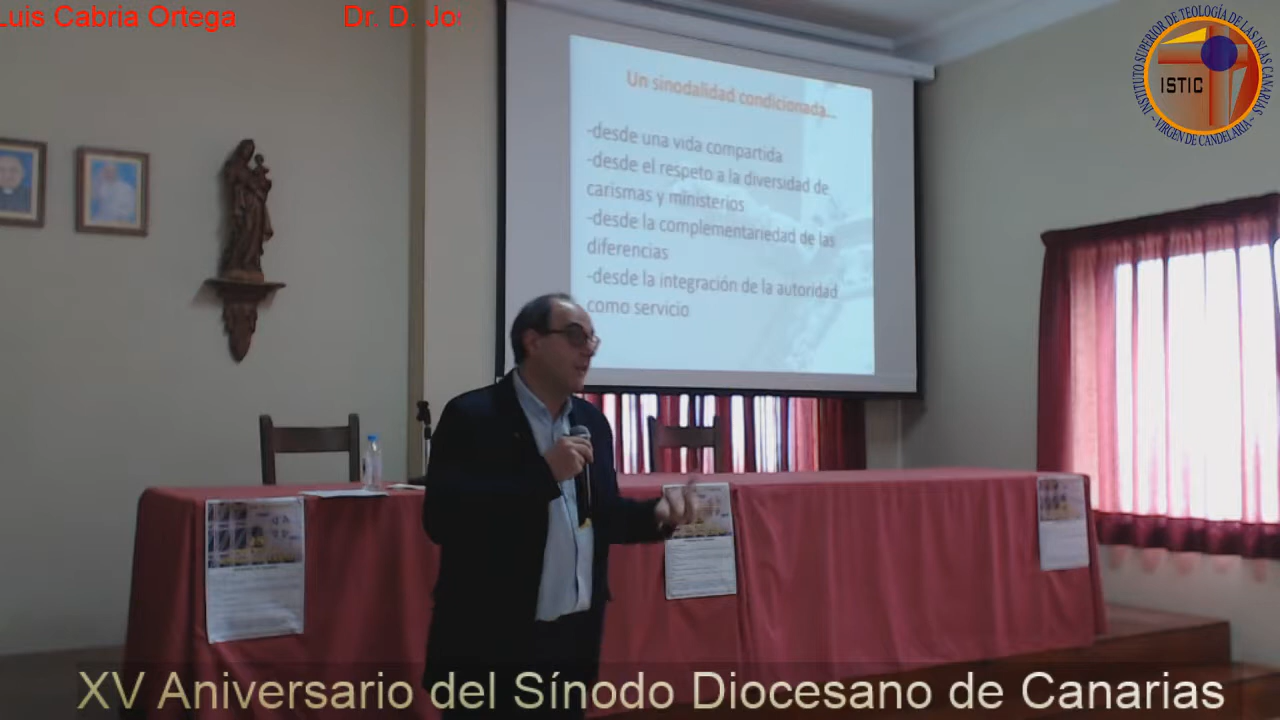 Luis Cabria Ortega Dr. D. Jos
INSTITUTO SUPERIOR DE TEOLOGÍA DE LAS ISLAS CANARIAS
ISTIC
~ VIRGEN DE CANDELARIA ~
Un sinodalidad condicionada...
-desde una vida compartida
-desde el respeto a la diversidad de
carismas y ministerios
-desde la complementariedad de las
diferencias
-desde la integración de la autoridad
como servicio
XV Aniversario del Sínodo Diocesano de Canarias